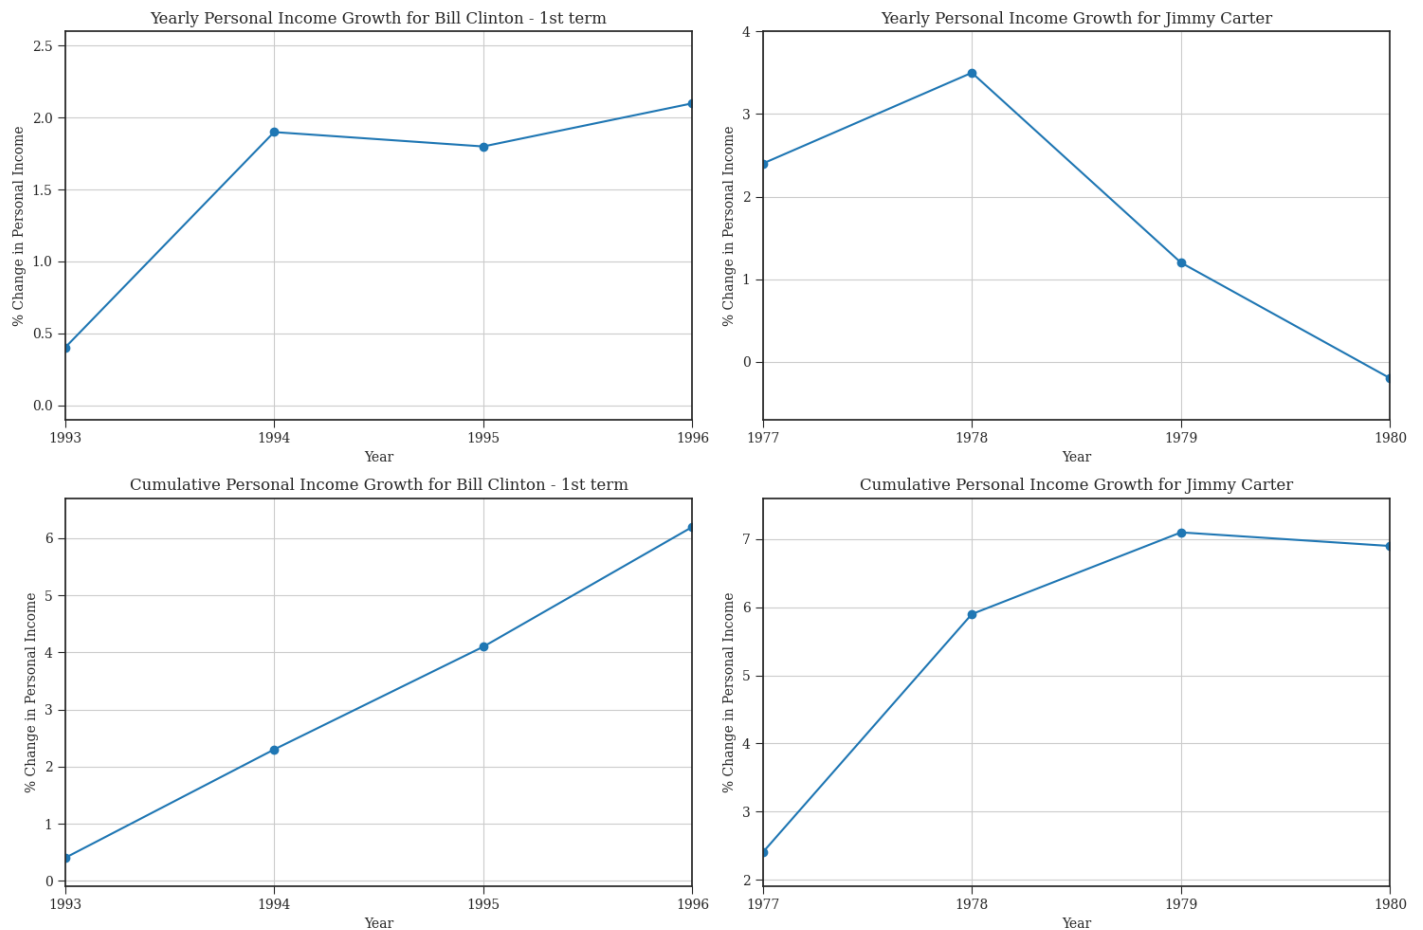 Yearly Personal Income Growth for Bill Clinton - 1st term
% Change in Personal Income
2.5
2.0
1.5
1.0
0.5
0.0
1993 1994 1995 1996
Year
Yearly Personal Income Growth for Jimmy Carter
% Change in Personal Income
4
3
2
1
0
1977 1978 1979 1980
Year
Cumulative Personal Income Growth for Bill Clinton - 1st term
% Change in Personal Income
6
5
4
3
2
1
0
1993 1994 1995 1996
Year
Cumulative Personal Income Growth for Jimmy Carter
% Change in Personal Income
7
6
5
4
3
2
1977 1978 1979 1980
Year